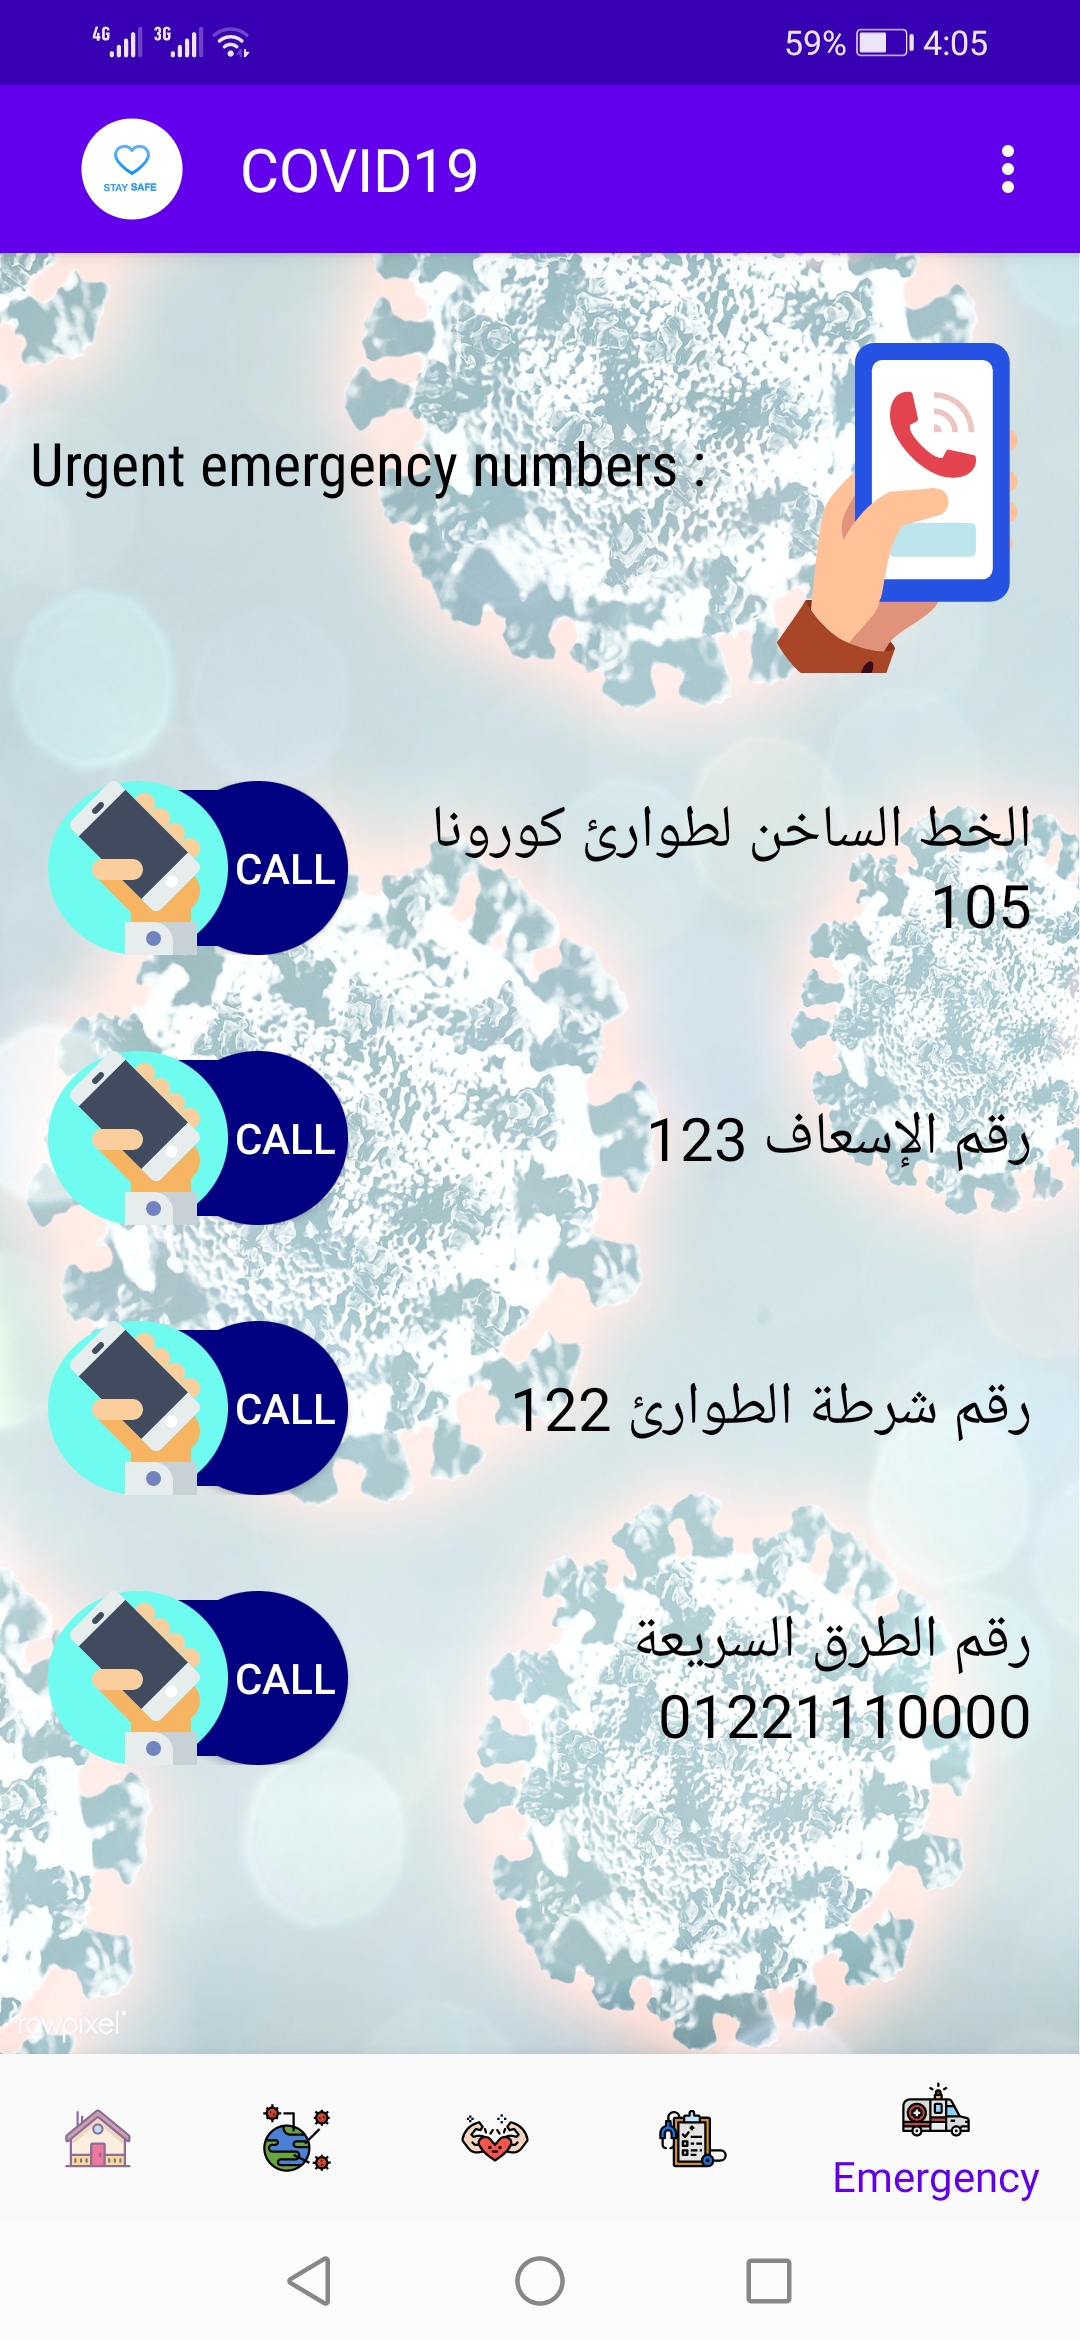 4G 3G 59% 4:05
STAY SAFE
COVID19
Urgent emergency numbers :
CALL
الخط الساخن لطوارئ كورونا
105
CALL
رقم الإسعاف 123
CALL
رقم شرطة الطوارئ 122
CALL
رقم الطرق السريعة
01221110000
rawpixel
Emergency